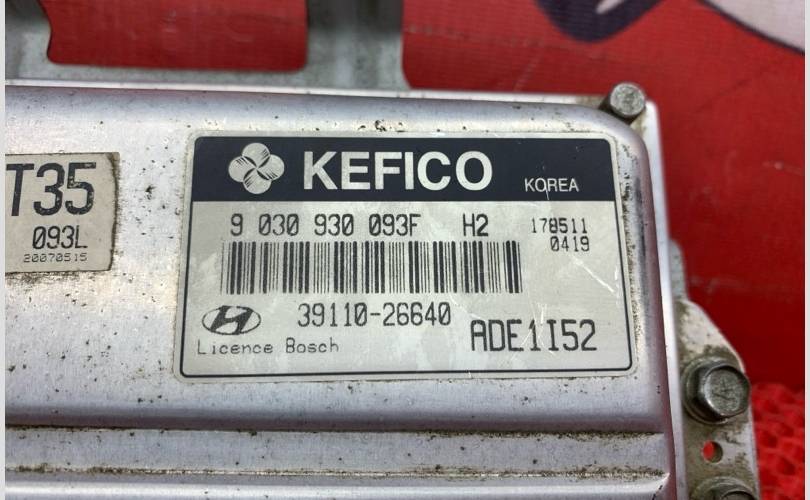 T35
093L
20070515
KEFICO KOREA
9 030 930 093F H2 178511
0419
39110-26640
ADE1I52
Licence Bosch